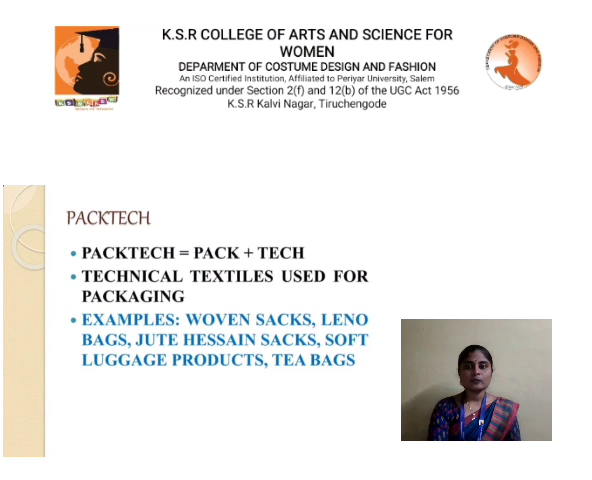 K.S.R COLLEGE OF ARTS AND SCIENCE FOR
WOMEN
DEPARMENT OF COSTUME DESIGN AND FASHION
An ISO Certified Institution, Affiliated to Periyar University, Salem
Recognized under Section 2(f) and 12(b) of the UGC Act 1956
K.S.R Kalvi Nagar, Tiruchengode
PACKTECH
• PACKTECH = PACK + TECH
• TECHNICAL TEXTILES USED FOR
PACKAGING
• EXAMPLES: WOVEN SACKS, LENO
BAGS, JUTE HESSAIN SACKS, SOFT
LUGGAGE PRODUCTS, TEA BAGS